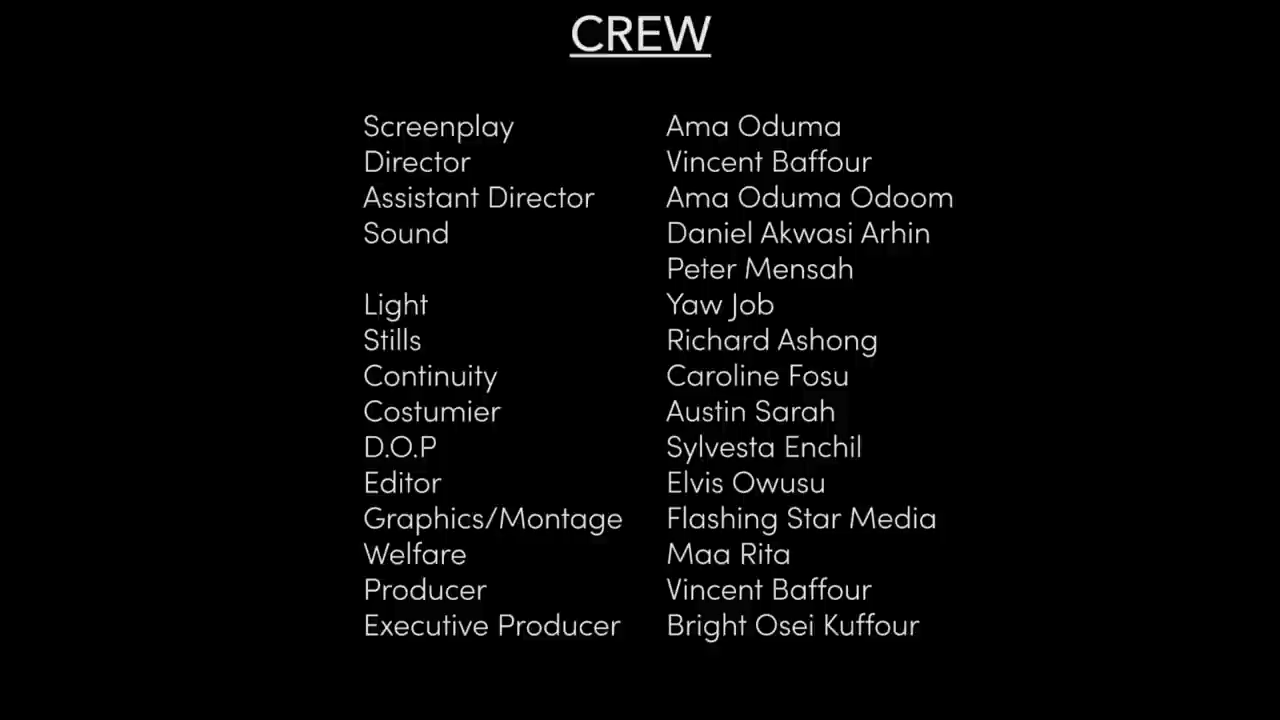 CREW
Screenplay Ama Oduma
Director Vincent Baffour
Assistant Director Ama Oduma Odoom
Sound Daniel Akwasi Arhin
Peter Mensah
Light Yaw Job
Stills Richard Ashong
Continuity Caroline Fosu
Costumier Austin Sarah
D.O.P Sylvesta Enchil
Editor Elvis Owusu
Graphics/Montage Flashing Star Media
Welfare Maa Rita
Producer Vincent Baffour
Executive Producer Bright Osei Kuffour